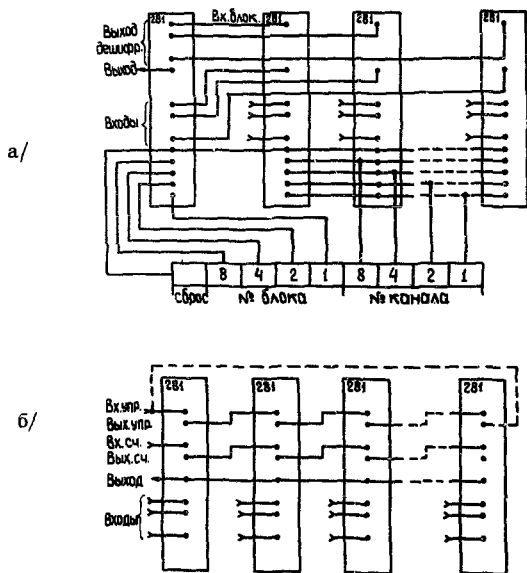 а/
281 281 281 281
Вх. блок.
Выход дешифр.
Выход
Входы
8 4 2 1 8 4 2 1
сброс № блока № канала
б/
281 281 281 281
Вх.упр.
Вых.упр.
Вх.сч.
Вых.сч.
Выход
Входы